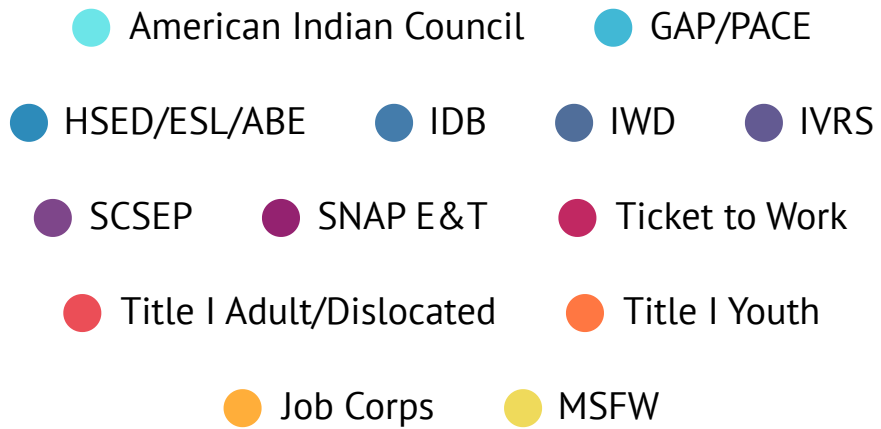 American Indian Council GAP/PACE
HSED/ESL/ABE IDB IWD IVRS
SCSEP SNAP E&T Ticket to Work
Title I Adult/Dislocated Title I Youth
Job Corps MSFW